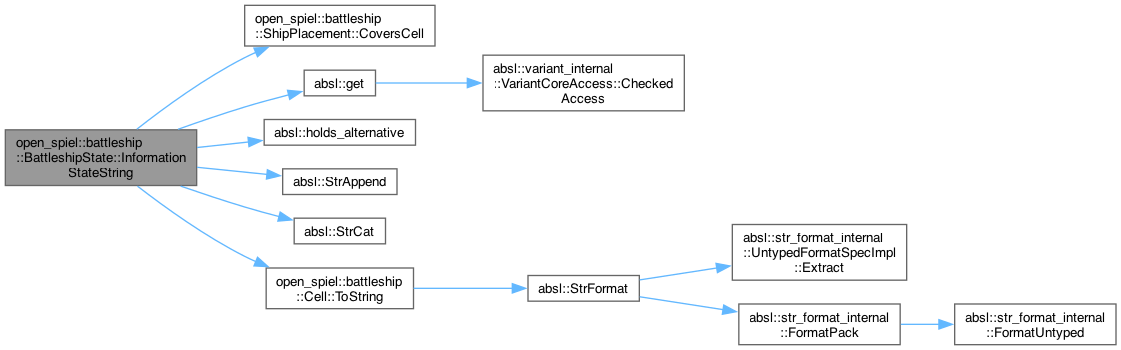 open_spiel::battleship
::ShipPlacement::CoversCell
absl::get
absl::variant_internal
::VariantCoreAccess::Checked
Access
absl::holds_alternative
open_spiel::battleship
::BattleshipState::Information
StateString
absl::StrAppend
absl::StrCat
open_spiel::battleship
::Cell::ToString
absl::StrFormat
absl::str_format_internal
::UntypedFormatSpecImpl
::Extract
absl::str_format_internal
::FormatPack
absl::str_format_internal
::FormatUntyped